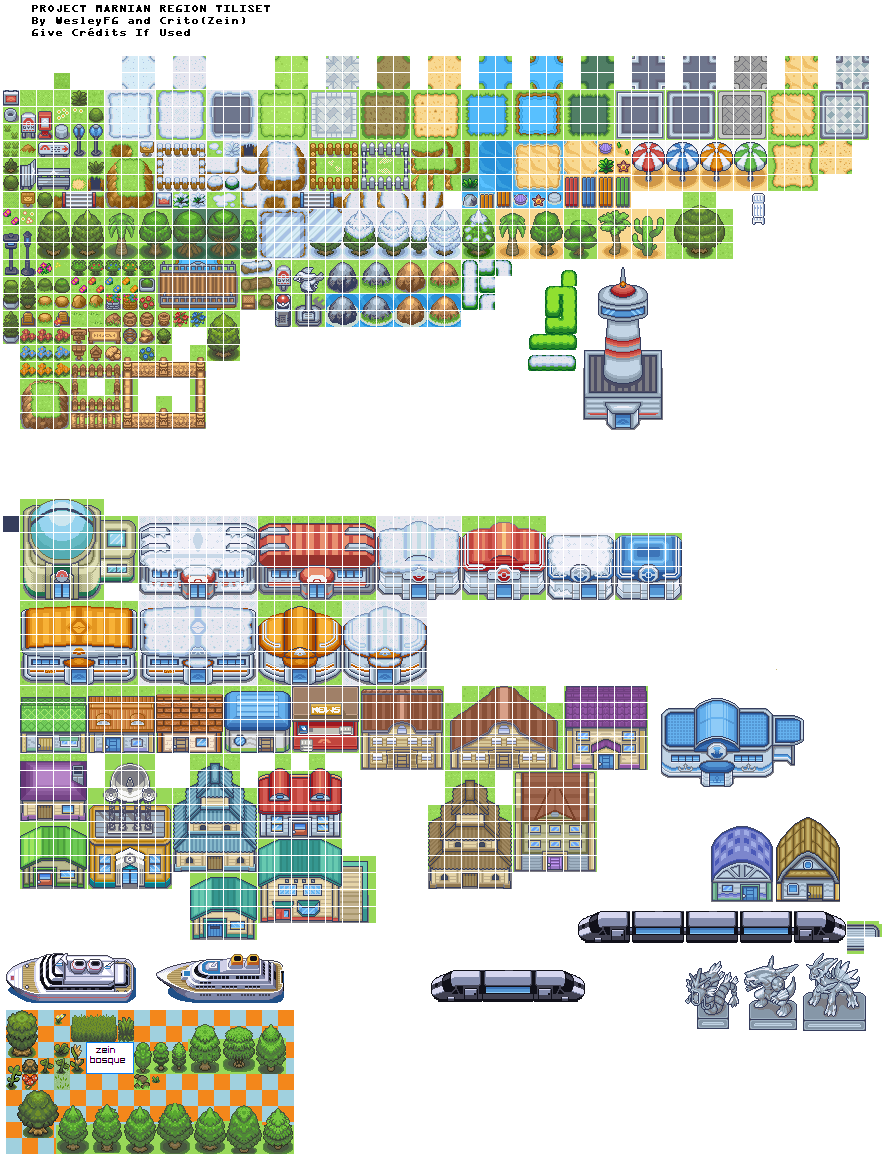 PROJECT MARNIAN REGION TILISET
By WesleyFG and Crito(Zein)
Give Crédits If Used
NEWS
zein
bosque